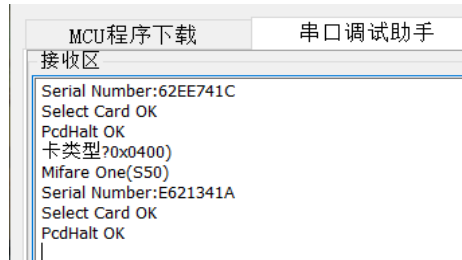 MCU程序下载
串口调试助手
接收区
Serial Number:62EE741C
Select Card OK
PcdHalt OK
卡类型?0x0400)
Mifare One(S50)
Serial Number:E621341A
Select Card OK
PcdHalt OK